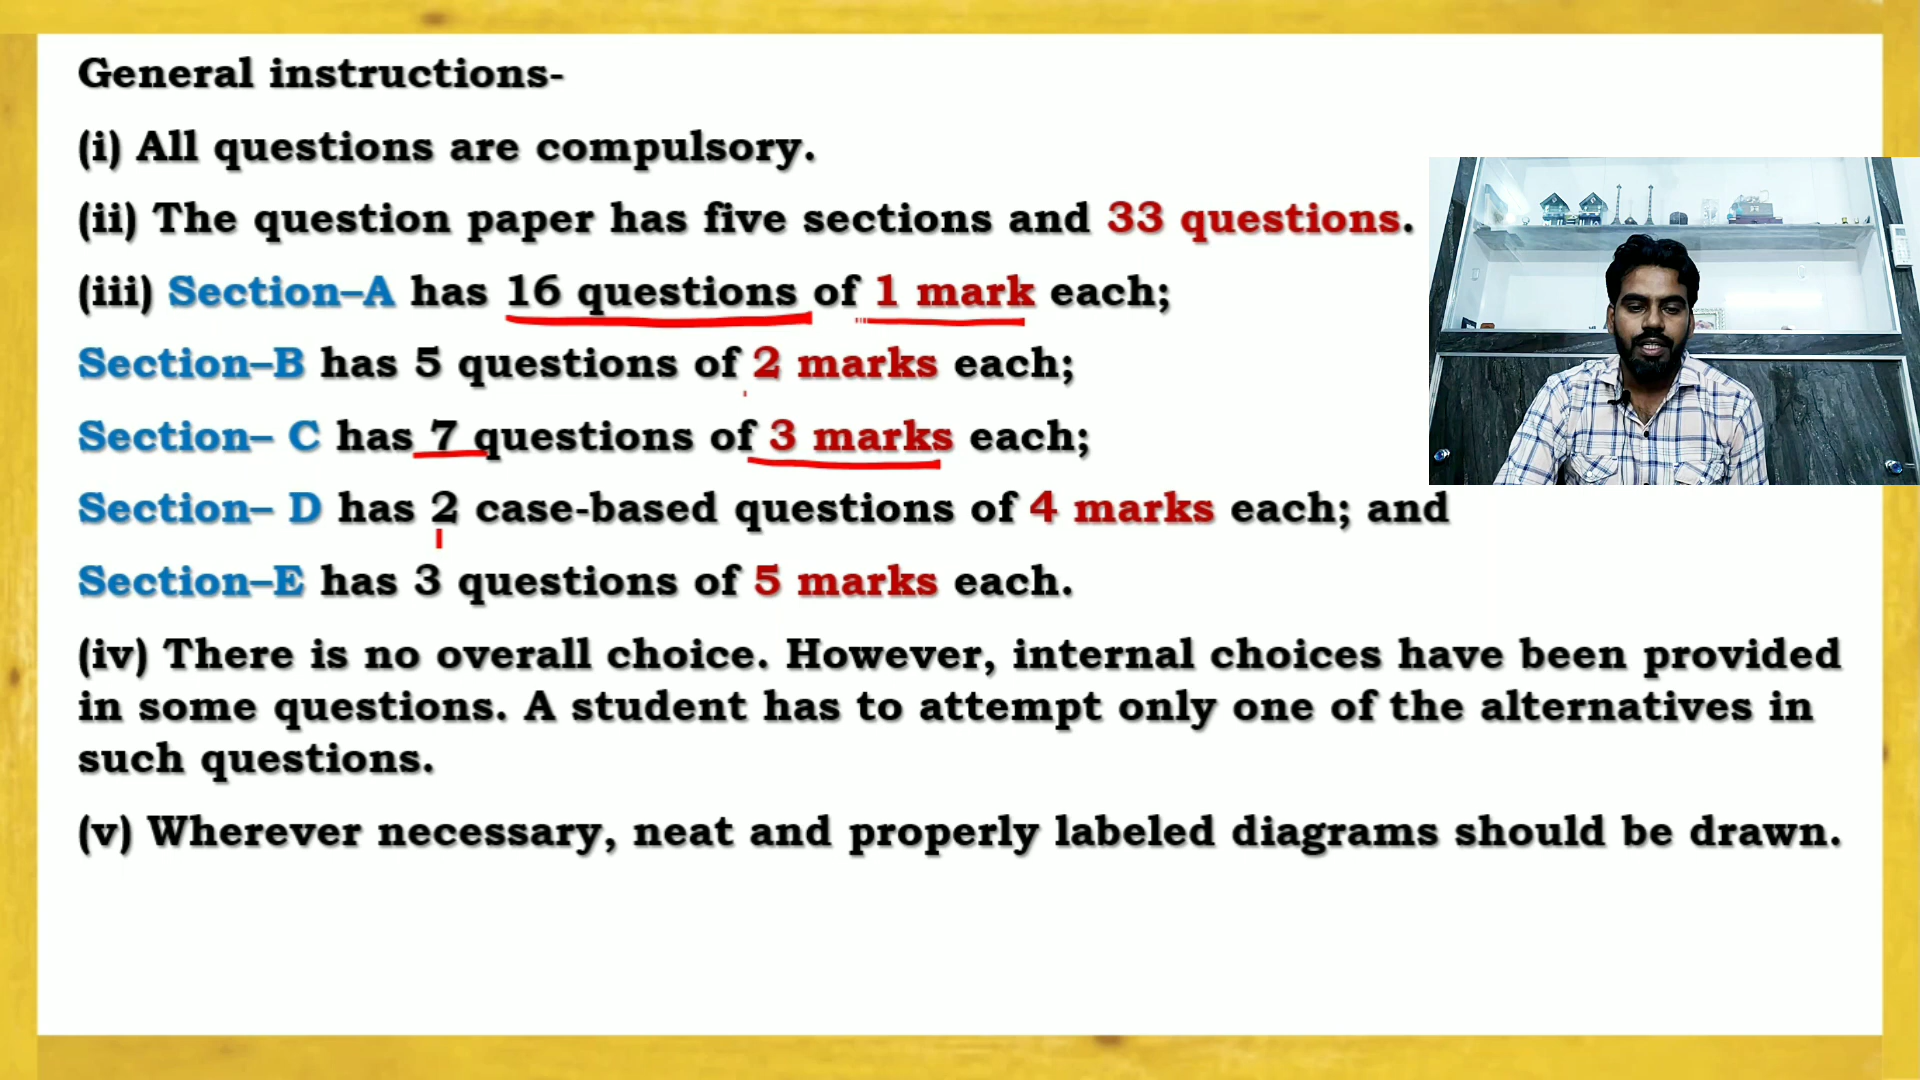 General instructions-
(i) All questions are compulsory.
(ii) The question paper has five sections and 33 questions.
(iii) Section–A has 16 questions of 1 mark each;
Section–B has 5 questions of 2 marks each;
Section– C has 7 questions of 3 marks each;
Section– D has 2 case-based questions of 4 marks each; and
Section–E has 3 questions of 5 marks each.
(iv) There is no overall choice. However, internal choices have been provided
in some questions. A student has to attempt only one of the alternatives in
such questions.
(v) Wherever necessary, neat and properly labeled diagrams should be drawn.